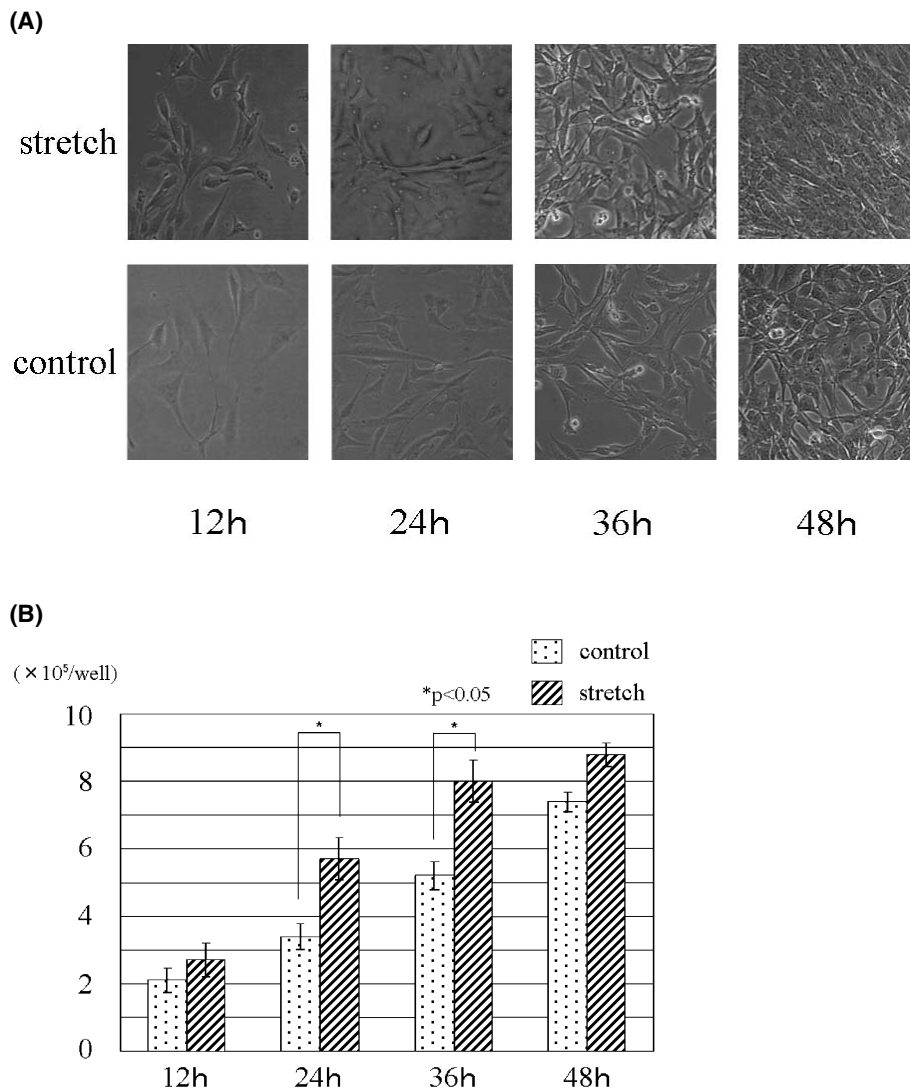 (A)
stretch
control
12h 24h 36h 48h
(B)
(×10⁵/well)
control
*p<0.05 stretch
10
* *
8
6
4
2
0
12h 24h 36h 48h